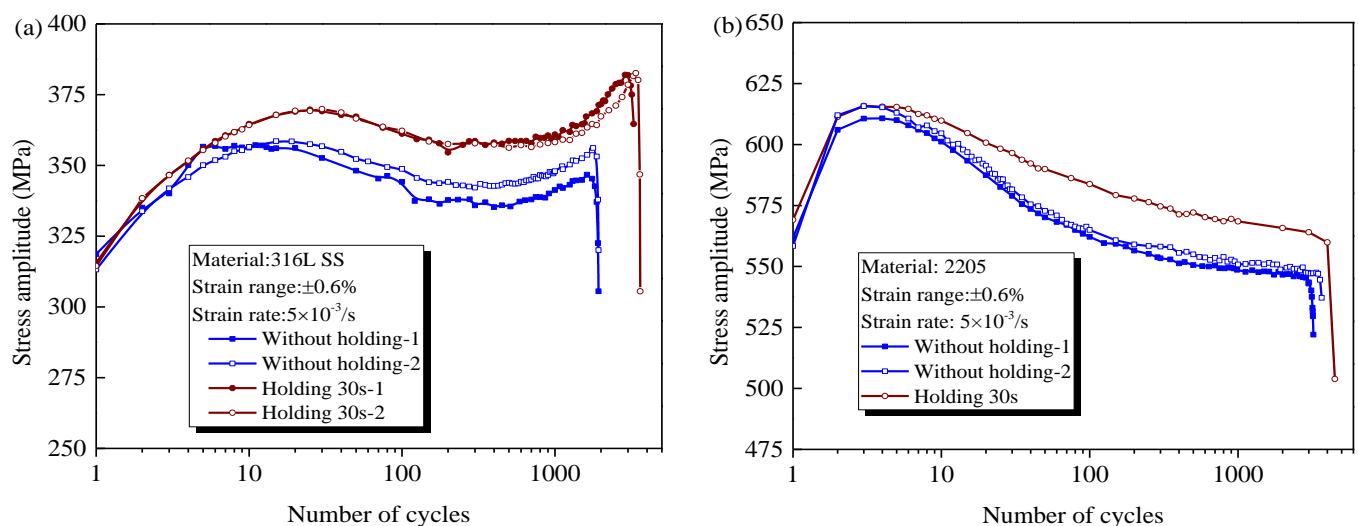 (a)
400
375
350
325
300
275
250
Stress amplitude (MPa)
Material:316L SS
Strain range:±0.6%
Strain rate:5×10⁻³/s
Without holding-1
Without holding-2
Holding 30s-1
Holding 30s-2
1
10
100
1000
Number of cycles
(b)
650
625
600
575
550
525
500
475
Stress amplitude (MPa)
Material: 2205
Strain range:±0.6%
Strain rate: 5×10⁻³/s
Without holding-1
Without holding-2
Holding 30s
1
10
100
1000
Number of cycles